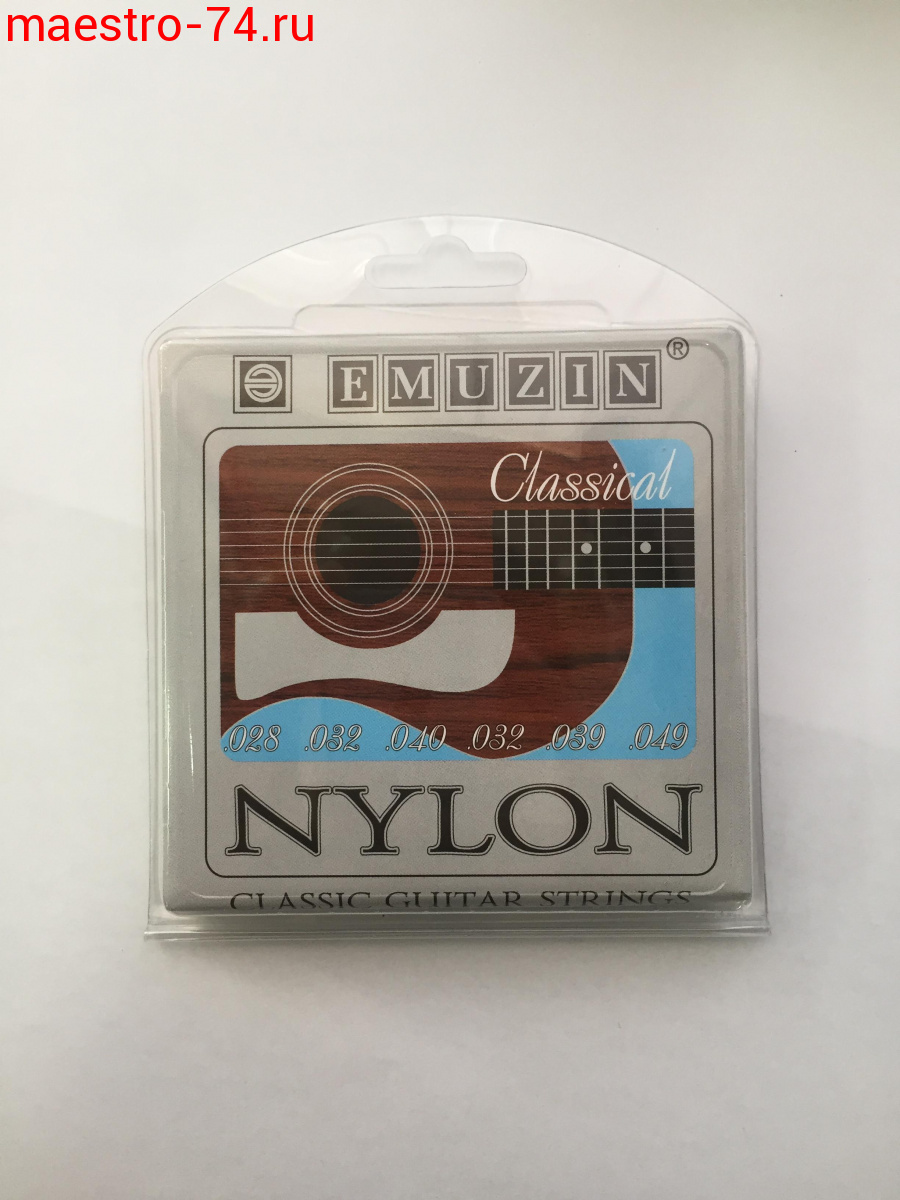 maestro-74.ru
EMUZIN®
Classical
.028 .032 .040 .032 .039 .049
NYLON
CLASSIC GUITAR STRINGS